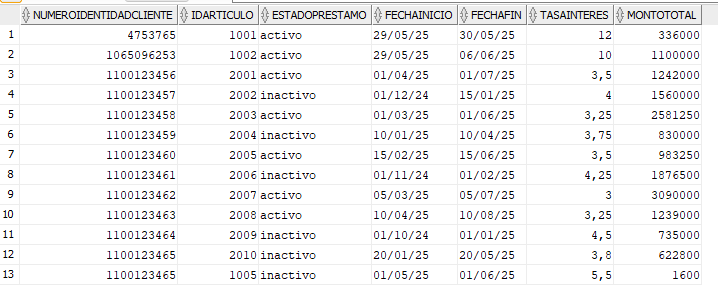 NUMEROIDENTIDADCLIENTE IDARTICULO ESTADOPRESTAMO FECHAINICIO FECHAFIN TASAINTERES MONTOTOTAL
1 4753765 1001 activo 29/05/25 30/05/25 12 336000
2 1065096253 1002 activo 29/05/25 06/06/25 10 1100000
3 1100123456 2001 activo 01/04/25 01/07/25 3,5 1242000
4 1100123457 2002 inactivo 01/12/24 15/01/25 4 1560000
5 1100123458 2003 activo 01/03/25 01/06/25 3,25 2581250
6 1100123459 2004 inactivo 10/01/25 10/04/25 3,75 830000
7 1100123460 2005 activo 15/02/25 15/06/25 3,5 983250
8 1100123461 2006 inactivo 01/11/24 01/02/25 4,25 1876500
9 1100123462 2007 activo 05/03/25 05/07/25 3 3090000
10 1100123463 2008 activo 10/04/25 10/08/25 3,25 1239000
11 1100123464 2009 inactivo 01/10/24 01/01/25 4,5 735000
12 1100123465 2010 inactivo 20/01/25 20/05/25 3,8 622800
13 1100123465 1005 inactivo 01/05/25 01/06/25 5,5 1600